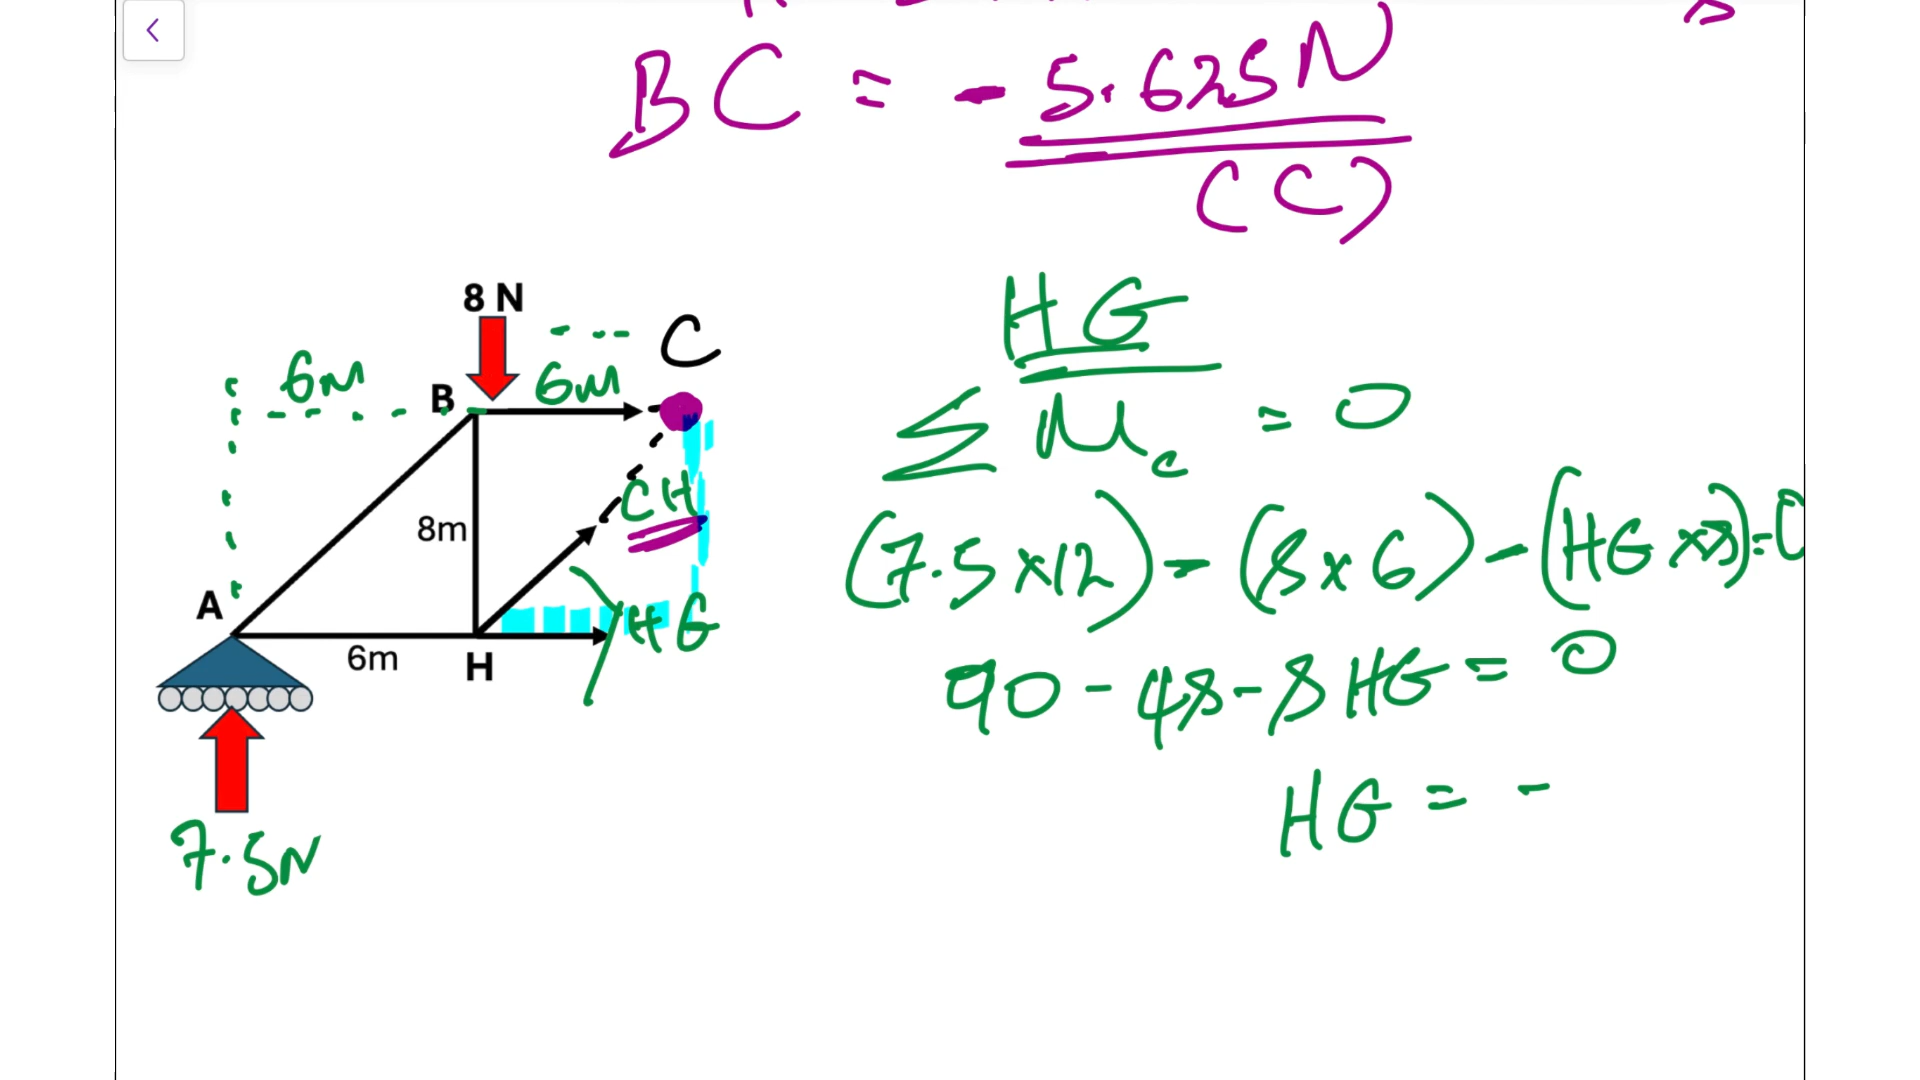 BC = - 5.625N
(C)
8 N
C
6m
B
6m
8m
CH
A
HG
6m
H
7.5N
HG
∑ Mc = 0
(7.5 x 12) - (8 x 6) - (HG x 8) = 0
90 - 48 - 8HG = 0
HG = -